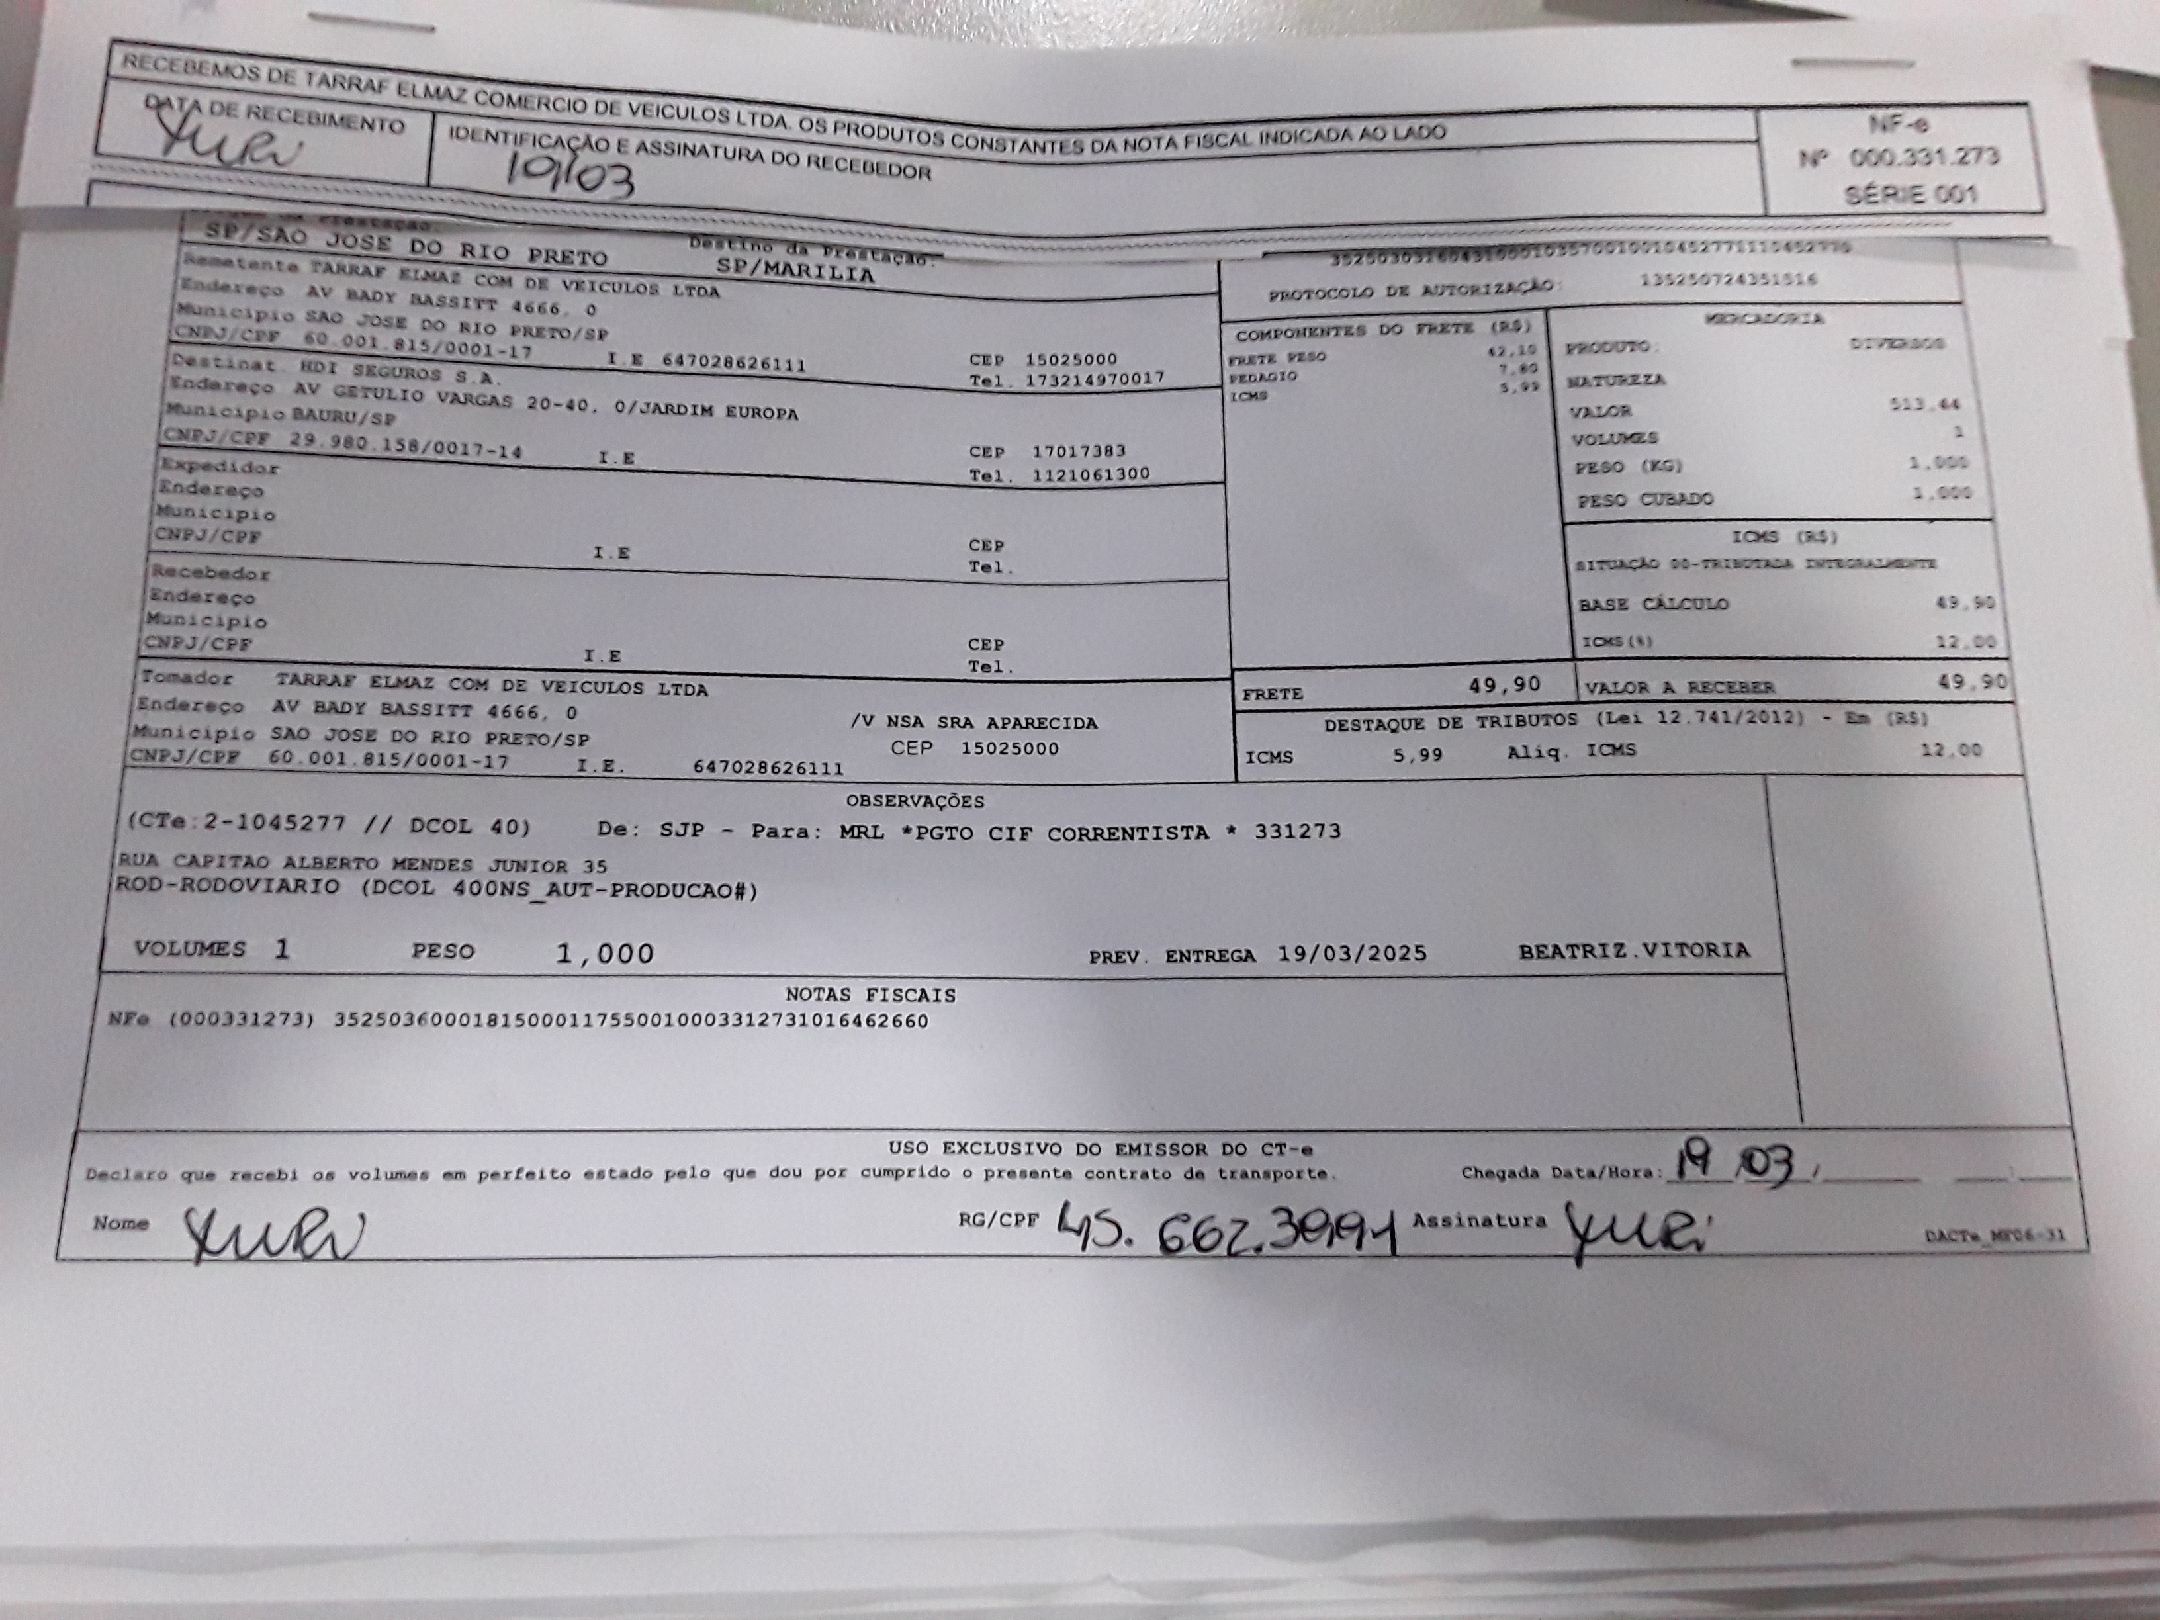 RECEBEMOS DE TARRAF ELMAZ COMERCIO DE VEICULOS LTDA. OS PRODUTOS CONSTANTES DA NOTA FISCAL INDICADA AO LADO
DATA DE RECEBIMENTO
IDENTIFICAÇÃO E ASSINATURA DO RECEBEDOR
YURI
19/03
NF-e
Nº 000.331.273
SÉRIE 001
SP/SAO JOSE DO RIO PRETO
Destino da Prestação:
SP/MARILIA
Remetente TARRAF ELMAZ COM DE VEICULOS LTDA
Endereço AV BADY BASSITT 4666, 0
Municipio SAO JOSE DO RIO PRETO/SP
CNPJ/CPF 60.001.815/0001-17 I.E 647028626111
CEP 15025000
Tel. 173214970017
Destinat. HDI SEGUROS S.A.
Endereço AV GETULIO VARGAS 20-40, 0/JARDIM EUROPA
Municipio BAURU/SP
CNPJ/CPF 29.980.158/0017-14 I.E
CEP 17017383
Tel. 1121061300
Expedidor
Endereço
Municipio
CNPJ/CPF I.E
CEP
Tel.
Recebedor
Endereço
Municipio
CNPJ/CPF I.E
CEP
Tel.
Tomador TARRAF ELMAZ COM DE VEICULOS LTDA
Endereço AV BADY BASSITT 4666, 0 /V NSA SRA APARECIDA
Municipio SAO JOSE DO RIO PRETO/SP CEP 15025000
CNPJ/CPF 60.001.815/0001-17 I.E. 647028626111
PROTOCOLO DE AUTORIZAÇÃO: 135250724351516
COMPONENTES DO FRETE (R$)
FRETE PESO 42,10
PEDAGIO 7,80
ICMS 5,99
MERCADORIA
PRODUTO: DIVERSOS
NATUREZA
VALOR 513,44
VOLUMES 1
PESO (KG) 1,000
PESO CUBADO 1,000
ICMS (R$)
SITUAÇÃO 00-TRIBUTADA INTEGRALMENTE
BASE CÁLCULO 49,90
ICMS(%) 12,00
FRETE 49,90 VALOR A RECEBER 49,90
DESTAQUE DE TRIBUTOS (Lei 12.741/2012) - Em (R$)
ICMS 5,99 Aliq. ICMS 12,00
OBSERVAÇÕES
(CTe:2-1045277 // DCOL 40) De: SJP - Para: MRL *PGTO CIF CORRENTISTA * 331273
RUA CAPITAO ALBERTO MENDES JUNIOR 35
ROD-RODOVIARIO (DCOL 400NS_AUT-PRODUCAO#)
VOLUMES 1 PESO 1,000 PREV. ENTREGA 19/03/2025 BEATRIZ.VITORIA
NOTAS FISCAIS
NFe (000331273) 35250360001815000117550010003312731016462660
USO EXCLUSIVO DO EMISSOR DO CT-e
Declaro que recebi os volumes em perfeito estado pelo que dou por cumprido o presente contrato de transporte. Chegada Data/Hora: 19/03/
Nome YURI RG/CPF Assinatura YURI DACTe_MF06-31